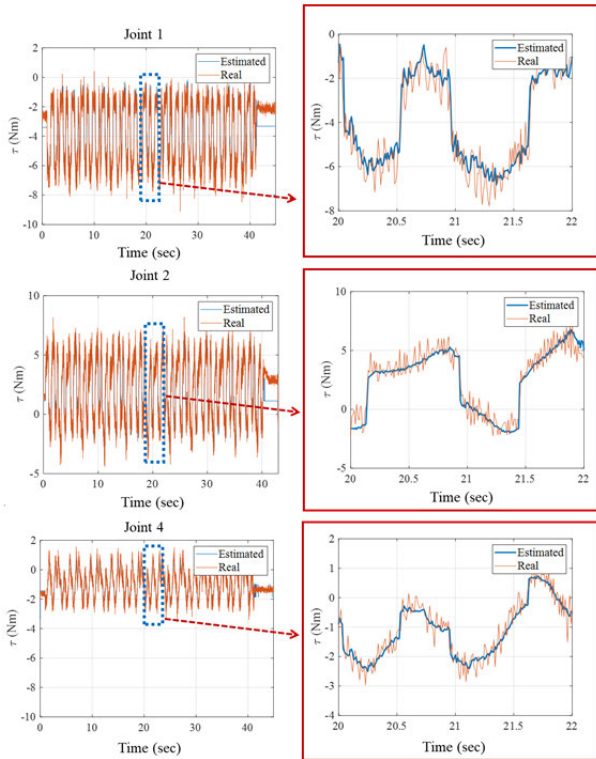 Joint 1
2
0
-2
-4
-6
-8
-10
τ (Nm)
Estimated
Real
0 10 20 30 40
Time (sec)
0
-2
-4
-6
-8
τ (Nm)
Estimated
Real
20 20.5 21 21.5 22
Time (sec)
Joint 2
10
5
0
-5
τ (Nm)
Estimated
Real
0 10 20 30 40
Time (sec)
10
5
0
-5
τ (Nm)
Estimated
Real
20 20.5 21 21.5 22
Time (sec)
Joint 4
2
0
-2
-4
-6
-8
-10
τ (Nm)
Estimated
Real
0 10 20 30 40
Time (sec)
2
1
0
-1
-2
-3
-4
τ (Nm)
Estimated
Real
20 20.5 21 21.5 22
Time (sec)